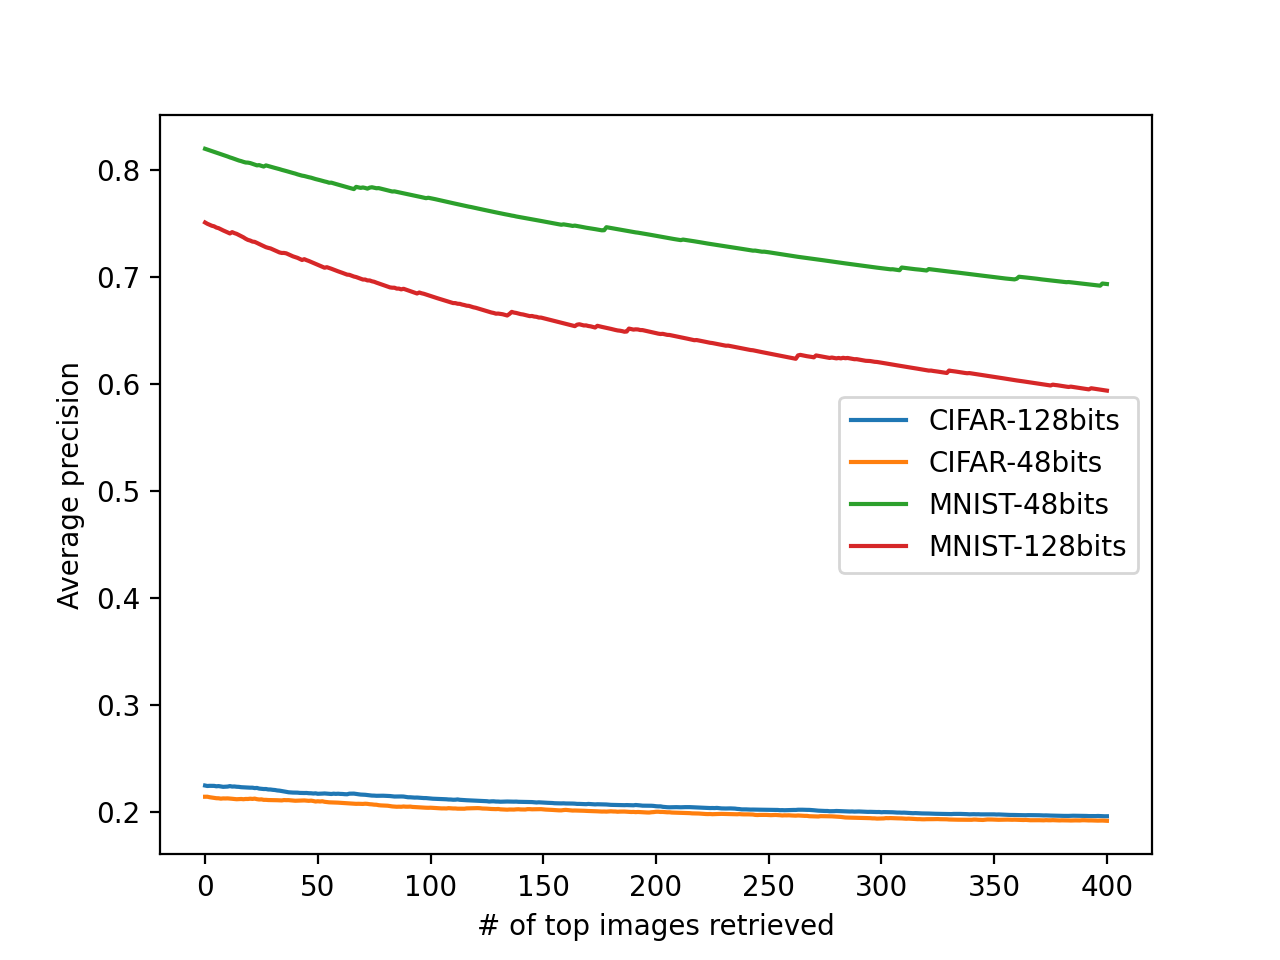 0.8
0.7
0.6
0.5
0.4
0.3
0.2
Average precision
CIFAR-128bits
CIFAR-48bits
MNIST-48bits
MNIST-128bits
0 50 100 150 200 250 300 350 400
# of top images retrieved